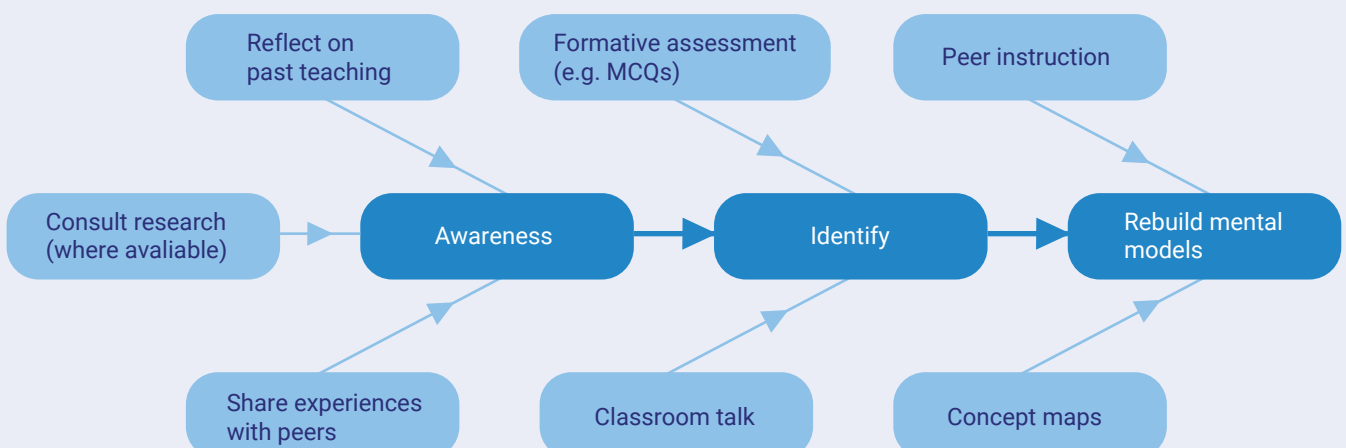 Reflect on
past teaching
Formative assessment
(e.g. MCQs)
Peer instruction
Consult research
(where avaliable)
Awareness
Identify
Rebuild mental
models
Share experiences
with peers
Classroom talk
Concept maps